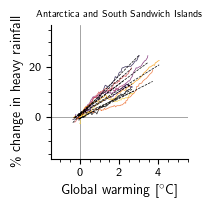 Antarctica and South Sandwich Islands
% change in heavy rainfall
20
0
0
2
4
Global warming [°C]